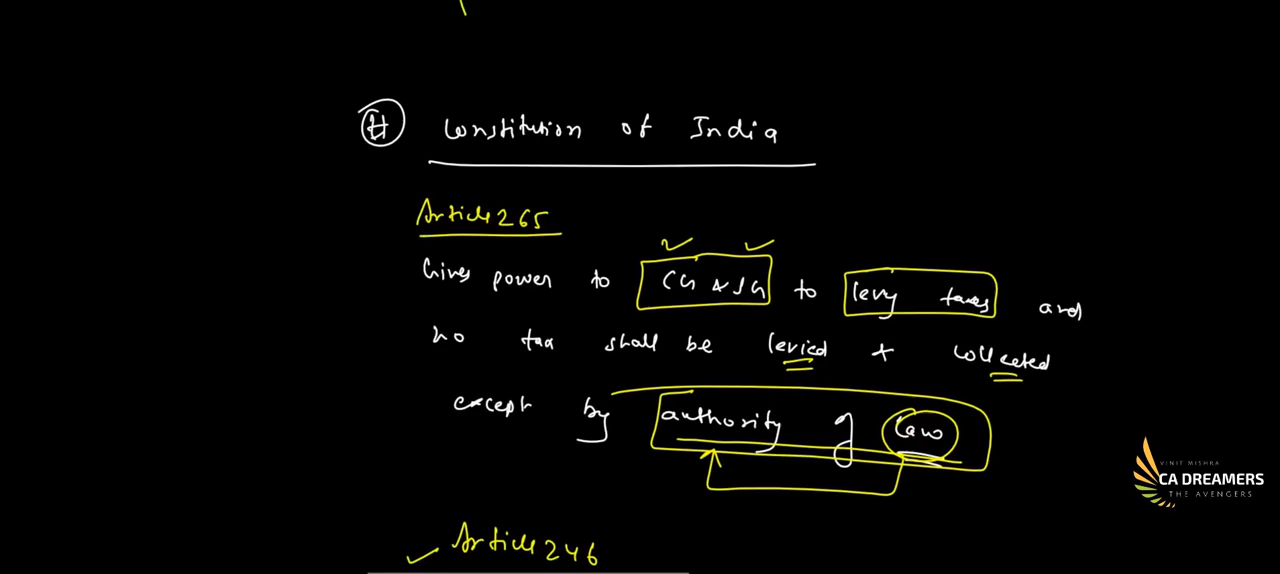 # Constitution of India
Article 265
Gives power to CG & SG to levy taxes and
no tax shall be levied & collected
except by authority of law
Article 246
VINIT MISHRA
CA DREAMERS
THE AVENGERS